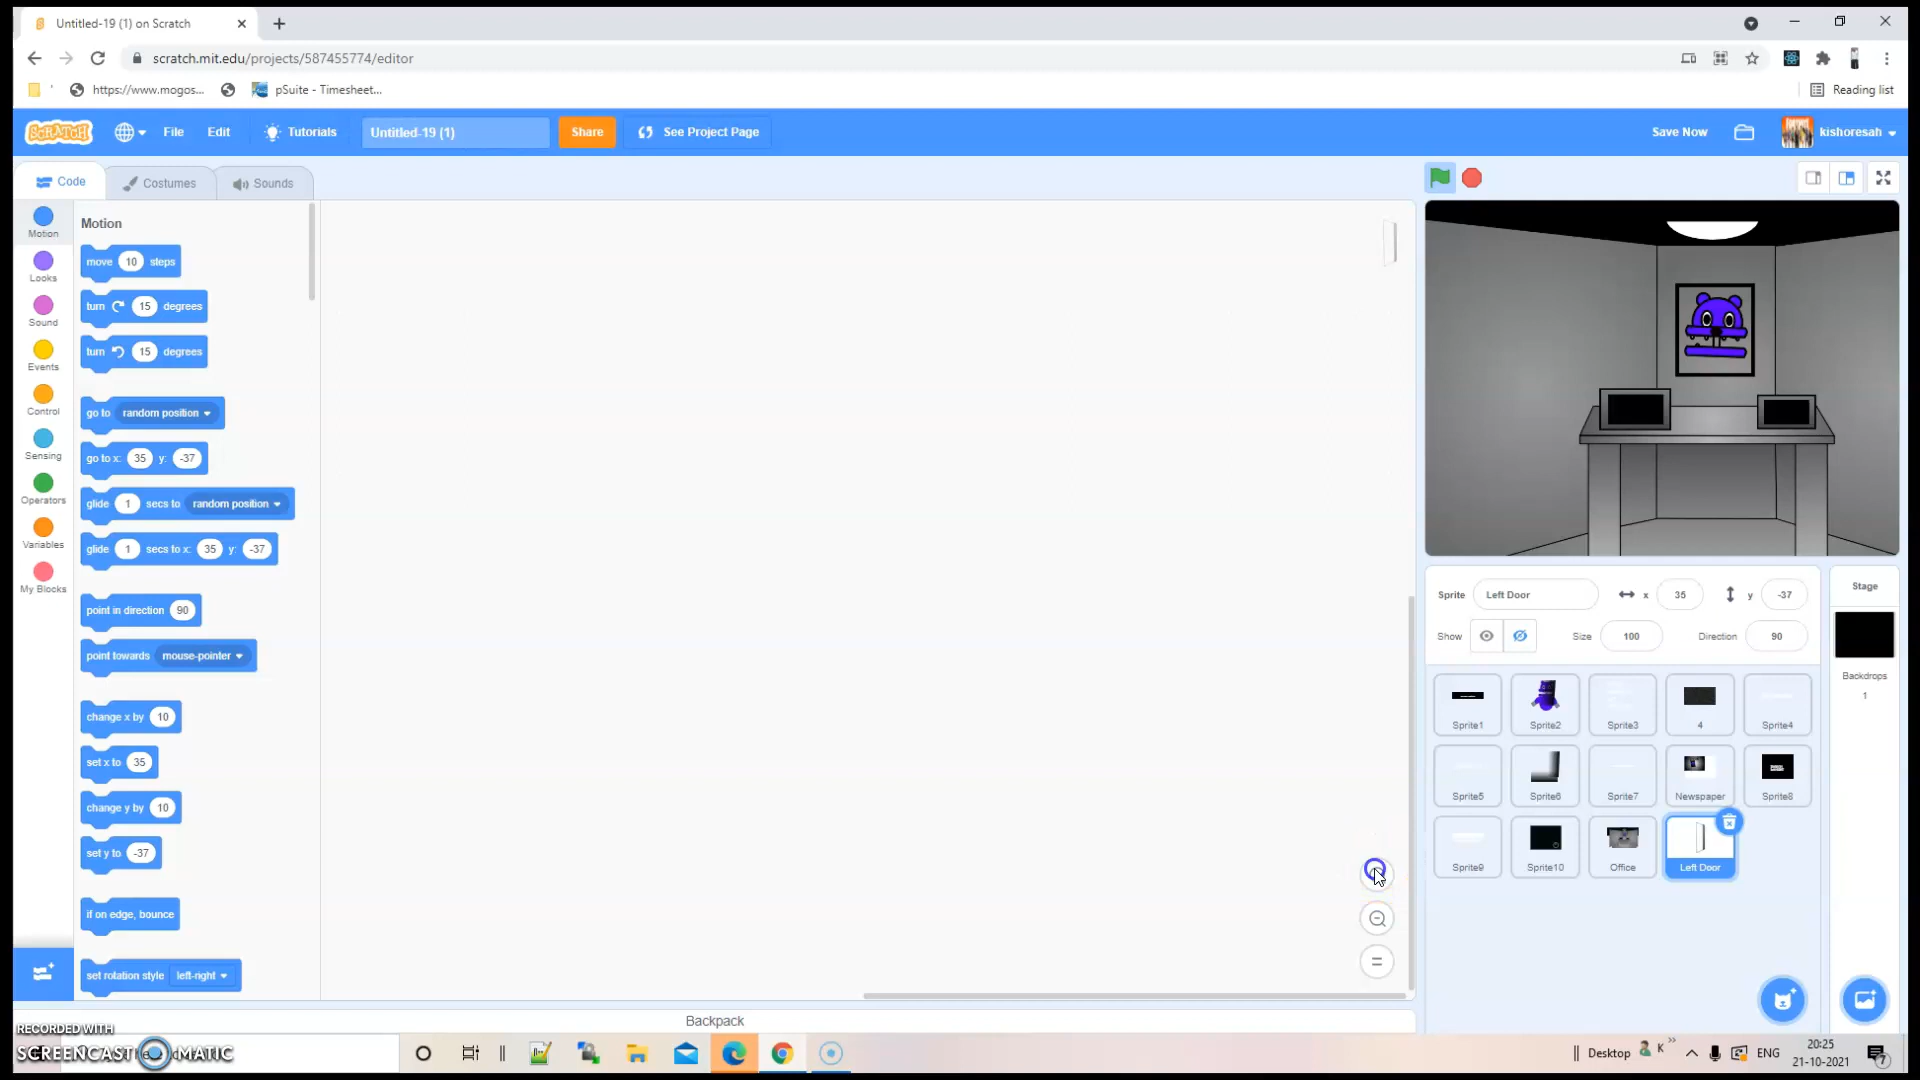 Untitled-19 (1) on Scratch
scratch.mit.edu/projects/587455774/editor
https://www.mogos...
pSuite - Timesheet...
Reading list
SCRATCH
File
Edit
Tutorials
Untitled-19 (1)
Share
See Project Page
Save Now
kishoresah
Code
Costumes
Sounds
Motion
Looks
Sound
Events
Control
Sensing
Operators
Variables
My Blocks
Motion
move 10 steps
turn 15 degrees
turn 15 degrees
go to random position
go to x: 35 y: -37
glide 1 secs to random position
glide 1 secs to x: 35 y: -37
point in direction 90
point towards mouse-pointer
change x by 10
set x to 35
change y by 10
set y to -37
if on edge, bounce
set rotation style left-right
Backpack
Sprite Left Door x 35 y -37
Show Size 100 Direction 90
Sprite1
Sprite2
Sprite3
4
Sprite4
Sprite5
Sprite6
Sprite7
Newspaper
Sprite8
Sprite9
Sprite10
Office
Left Door
Stage
Backdrops
1
RECORDED WITH
SCREENCAST MATIC
Desktop
K
ENG
20:25
21-10-2021
7